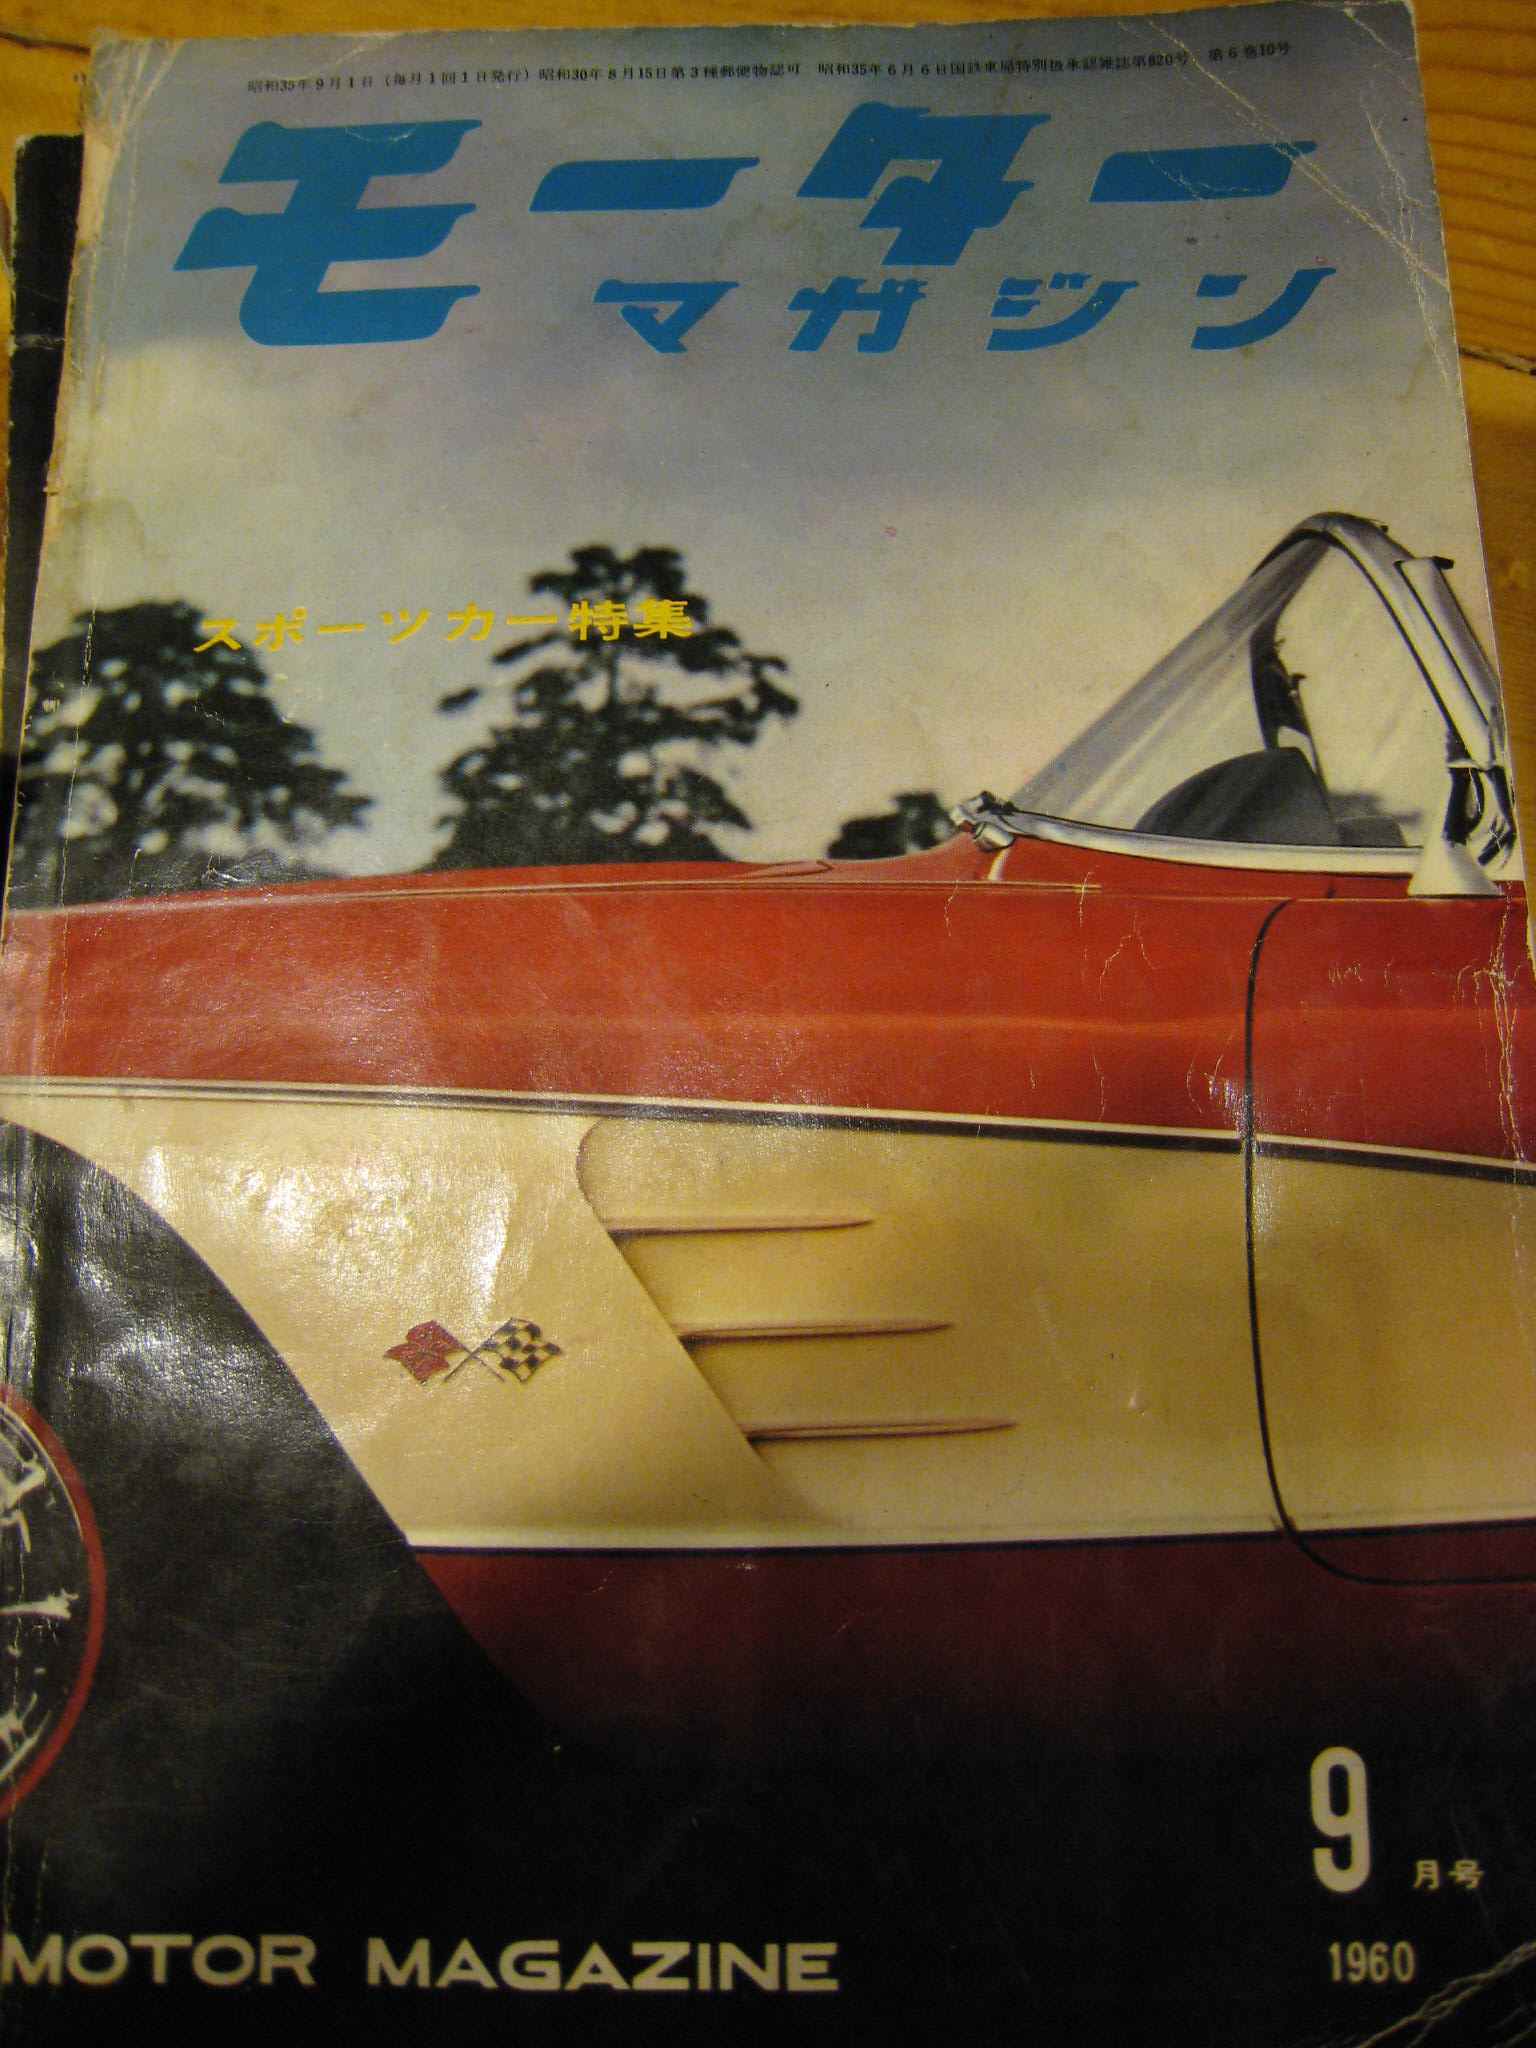 昭和35年9月1日（毎月1回1日発行）昭和30年8月15日第3種郵便物認可　昭和35年6月6日国鉄東局特別扱承認雑誌第820号　第6巻10号
モーター
マガジン
スポーツカー特集
9月号
1960
MOTOR MAGAZINE